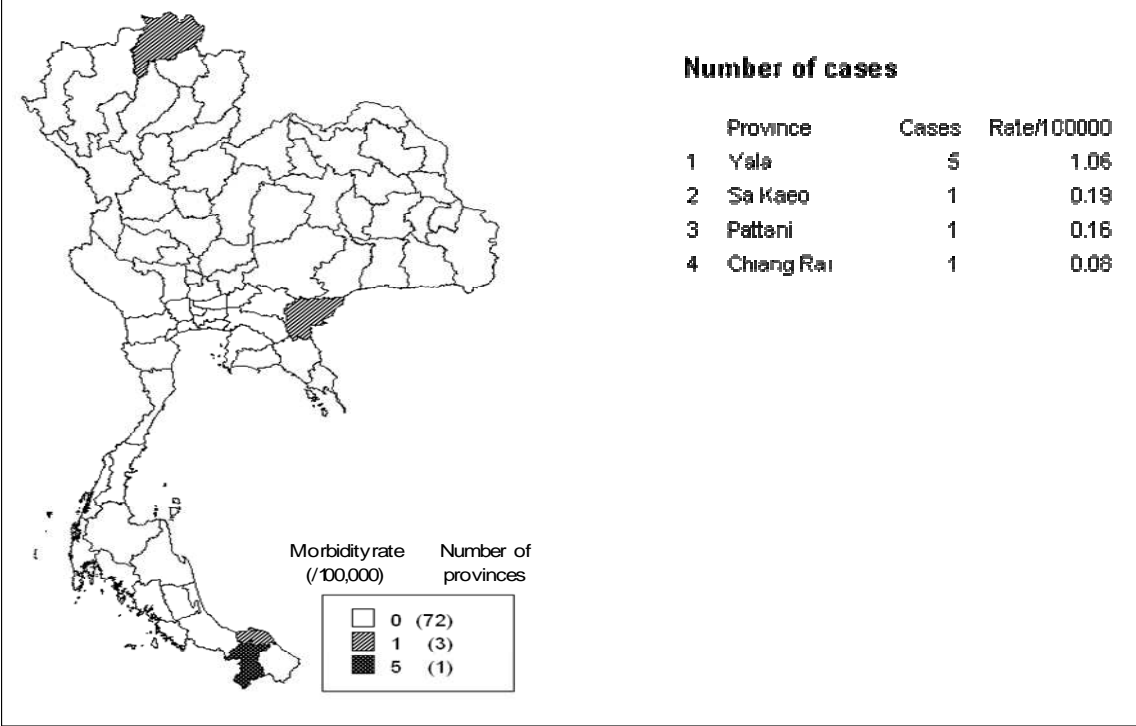 Number of cases
Province Cases Rate/100000
1 Yala 5 1.06
2 Sa Kaeo 1 0.19
3 Pattani 1 0.16
4 Chiang Rai 1 0.08
Morbidity rate (/100,000) Number of provinces
0 (72)
1 (3)
5 (1)